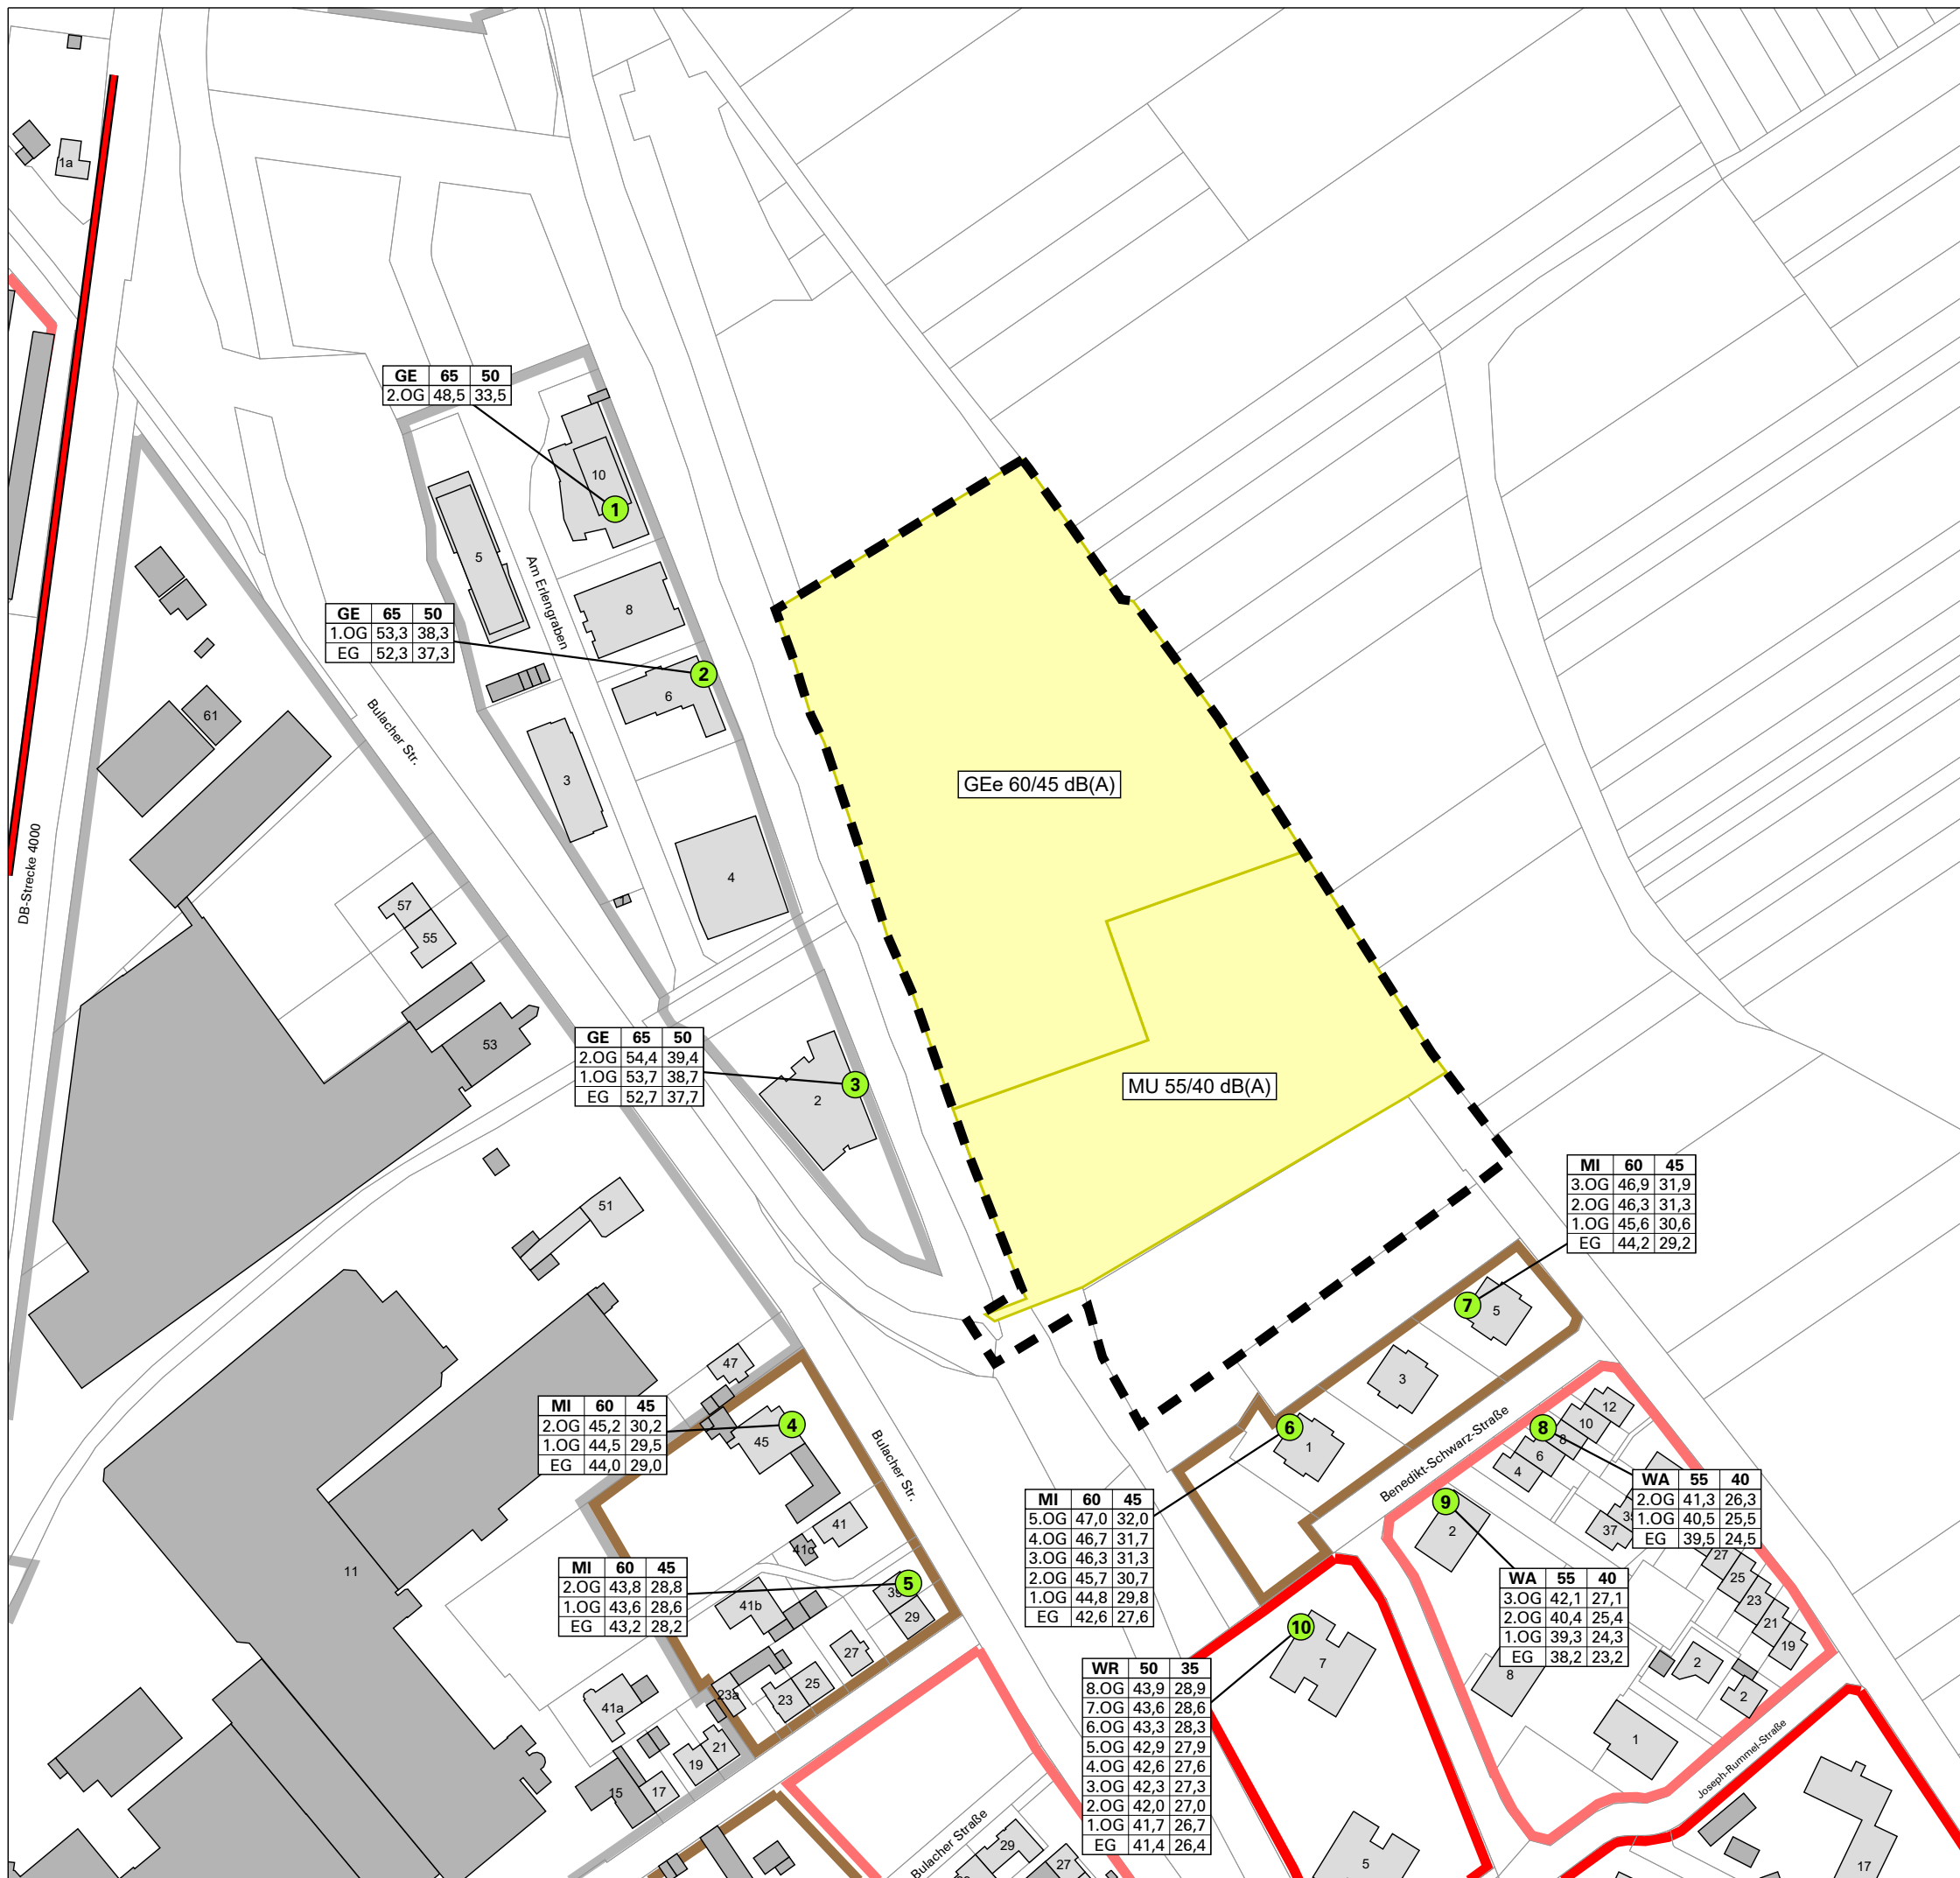 1a
GE 65 50
2.OG 48,5 33,5
10
1
5
Am Erlengraben
8
GE 65 50
1.OG 53,3 38,3
EG 52,3 37,3
2
6
61
Bulacher Str.
3
GEe 60/45 dB(A)
DB-Strecke 4000
4
57
55
53
GE 65 50
2.OG 54,4 39,4
1.OG 53,7 38,7
EG 52,7 37,7
3
2
MU 55/40 dB(A)
51
MI 60 45
3.OG 46,9 31,9
2.OG 46,3 31,3
1.OG 45,6 30,6
EG 44,2 29,2
7
5
47
3
MI 60 45
2.OG 45,2 30,2
1.OG 44,5 29,5
EG 44,0 29,0
4
45
Bulacher Str.
6
1
Benedikt-Schwarz-Straße
12
10
8
8
6
4
WA 55 40
2.OG 41,3 26,3
1.OG 40,5 25,5
EG 39,5 24,5
9
2
37
MI 60 45
5.OG 47,0 32,0
4.OG 46,7 31,7
3.OG 46,3 31,3
2.OG 45,7 30,7
1.OG 44,8 29,8
EG 42,6 27,6
41
41c
11
MI 60 45
2.OG 43,8 28,8
1.OG 43,6 28,6
EG 43,2 28,2
5
41b
29
27
WA 55 40
3.OG 42,1 27,1
2.OG 40,4 25,4
1.OG 39,3 24,3
EG 38,2 23,2
27
25
23
21
19
10
7
8
2
2
1
WR 50 35
8.OG 43,9 28,9
7.OG 43,6 28,6
6.OG 43,3 28,3
5.OG 42,9 27,9
4.OG 42,6 27,6
3.OG 42,3 27,3
2.OG 42,0 27,0
1.OG 41,7 26,7
EG 41,4 26,4
41a
23a
23
25
21
19
17
15
Joseph-Rummel-Straße
Bulacher Straße
29
27
5
17